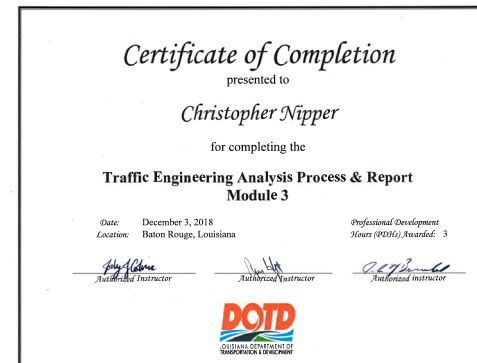 Certificate of Completion
presented to
Christopher Nipper
for completing the
Traffic Engineering Analysis Process & Report
Module 3
Date: December 3, 2018
Location: Baton Rouge, Louisiana
Professional Development
Hours (PDHs) Awarded: 3
Authorized Instructor
Authorized Instructor
Authorized instructor
DOTD
LOUISIANA DEPARTMENT OF
TRANSPORTATION & DEVELOPMENT